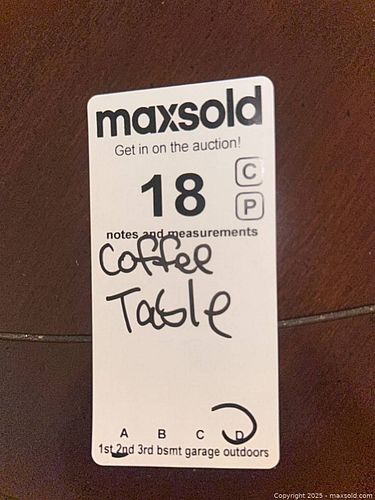 maxsold
Get in on the auction!
18
C
P
notes and measurements
Coffee
Table
A B C D
1st 2nd 3rd bsmt garage outdoors
Copyright 2025 - maxsold.com